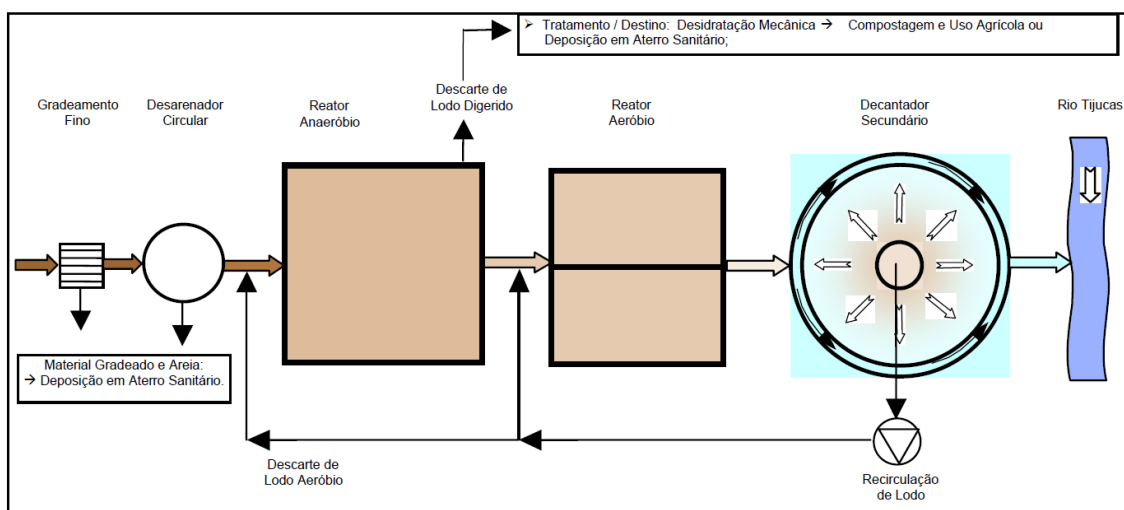 ➢ Tratamento / Destino: Desidratação Mecânica → Compostagem e Uso Agrícola ou
Deposição em Aterro Sanitário;
Gradeamento
Fino
Desarenador
Circular
Reator
Anaeróbio
Descarte de
Lodo Digerido
Reator
Aeróbio
Decantador
Secundário
Rio Tijucas
Material Gradeado e Areia:
→ Deposição em Aterro Sanitário.
Descarte de
Lodo Aeróbio
Recirculação
de Lodo